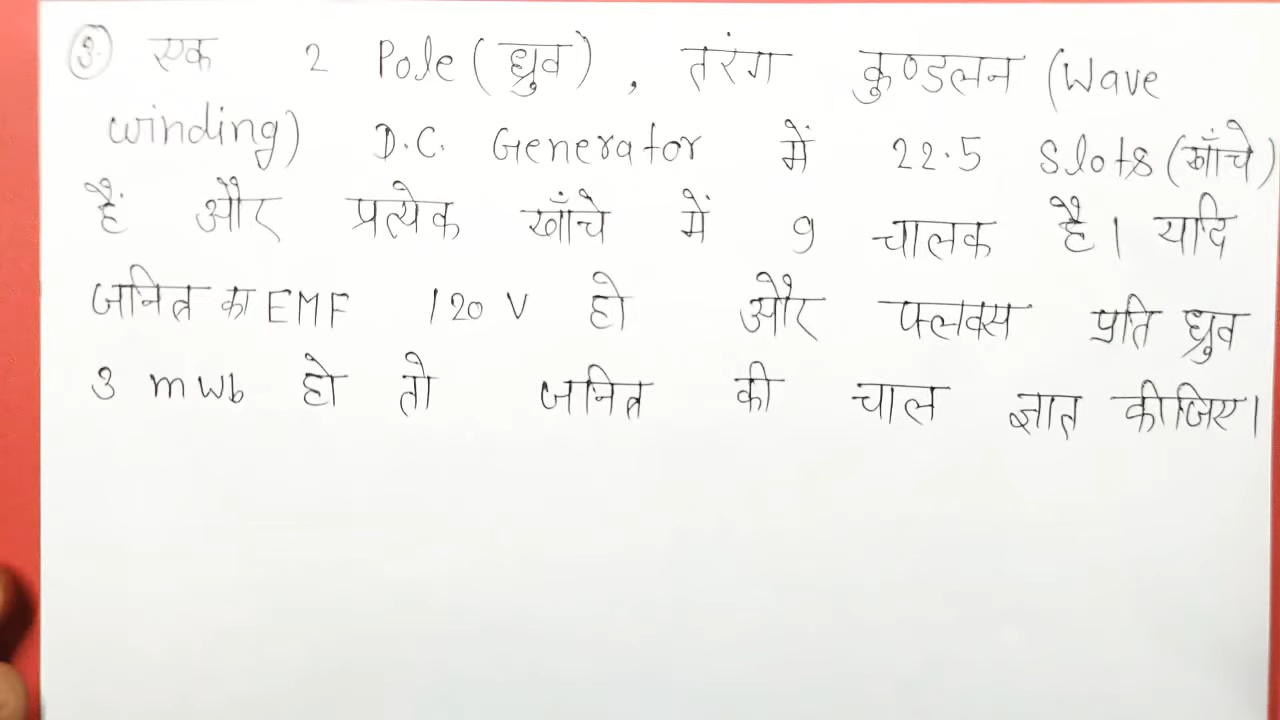 3. एक 2 Pole (ध्रुव), तरंग कुण्डलन (Wave
winding) D.C. Generator में 22.5 Slots (खाँचे)
हैं और प्रत्येक खाँचे में 9 चालक है। यदि
जनित्र का EMF 120 V हो और फ्लक्स प्रति ध्रुव
3 mwb हो तो जनित्र की चाल ज्ञात कीजिए।